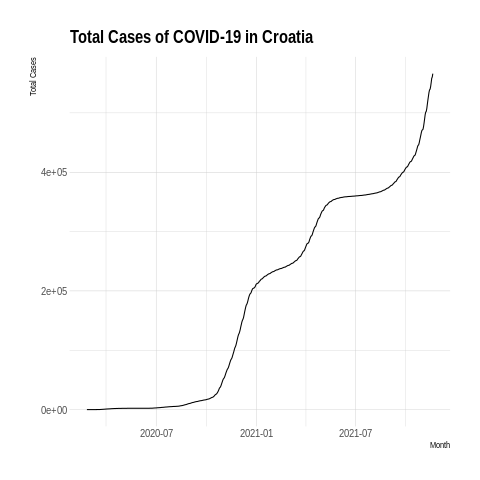 Total Cases of COVID-19 in Croatia
Total Cases
4e+05
2e+05
0e+00
2020-07
2021-01
2021-07
Month